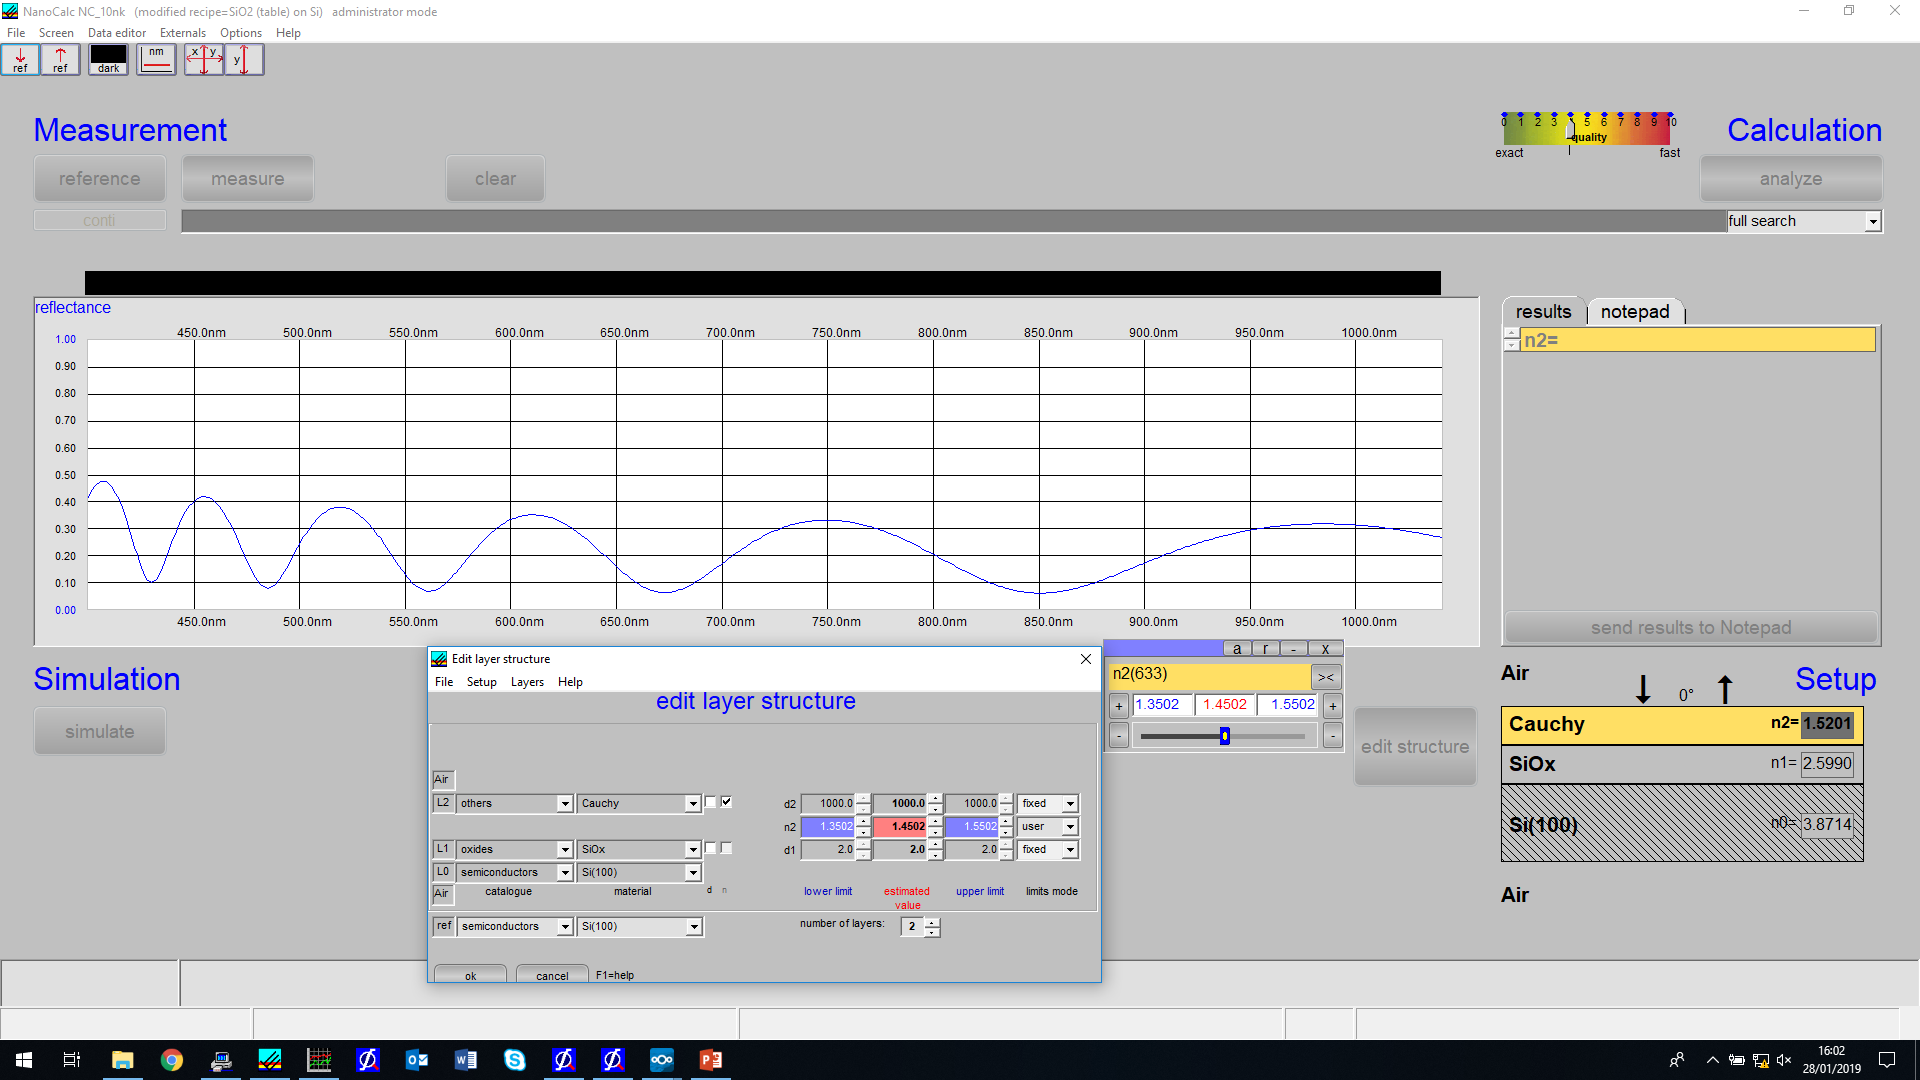 NanoCalc NC_10nk (modified recipe=SiO2 (table) on Si) administrator mode
File Screen Data editor Externals Options Help
ref ref dark nm x y y
Measurement
reference measure clear
conti
0 1 2 3 4 5 6 7 8 9 10
quality
exact fast
Calculation
analyze
full search
reflectance
450.0nm 500.0nm 550.0nm 600.0nm 650.0nm 700.0nm 750.0nm 800.0nm 850.0nm 900.0nm 950.0nm 1000.0nm
1.00
0.90
0.80
0.70
0.60
0.50
0.40
0.30
0.20
0.10
0.00
450.0nm 500.0nm 550.0nm 600.0nm 650.0nm 700.0nm 750.0nm 800.0nm 850.0nm 900.0nm 950.0nm 1000.0nm
results notepad
n2=
send results to Notepad
Simulation
simulate
Edit layer structure
File Setup Layers Help
edit layer structure
Air
L2 others Cauchy d2 1000.0 1000.0 1000.0 fixed
n2 1.3502 1.4502 1.5502 user
L1 oxides SiOx d1 2.0 2.0 2.0 fixed
L0 semiconductors Si(100)
Air catalogue material d n lower limit estimated value upper limit limits mode
ref semiconductors Si(100) number of layers: 2
ok cancel F1=help
a r - x
n2(633) ><
+ 1.3502 1.4502 1.5502 +
- -
edit structure
Air 0° Setup
Cauchy n2= 1.5201
SiOx n1= 2.5990
Si(100) n0= 3.8714
Air
16:02
28/01/2019